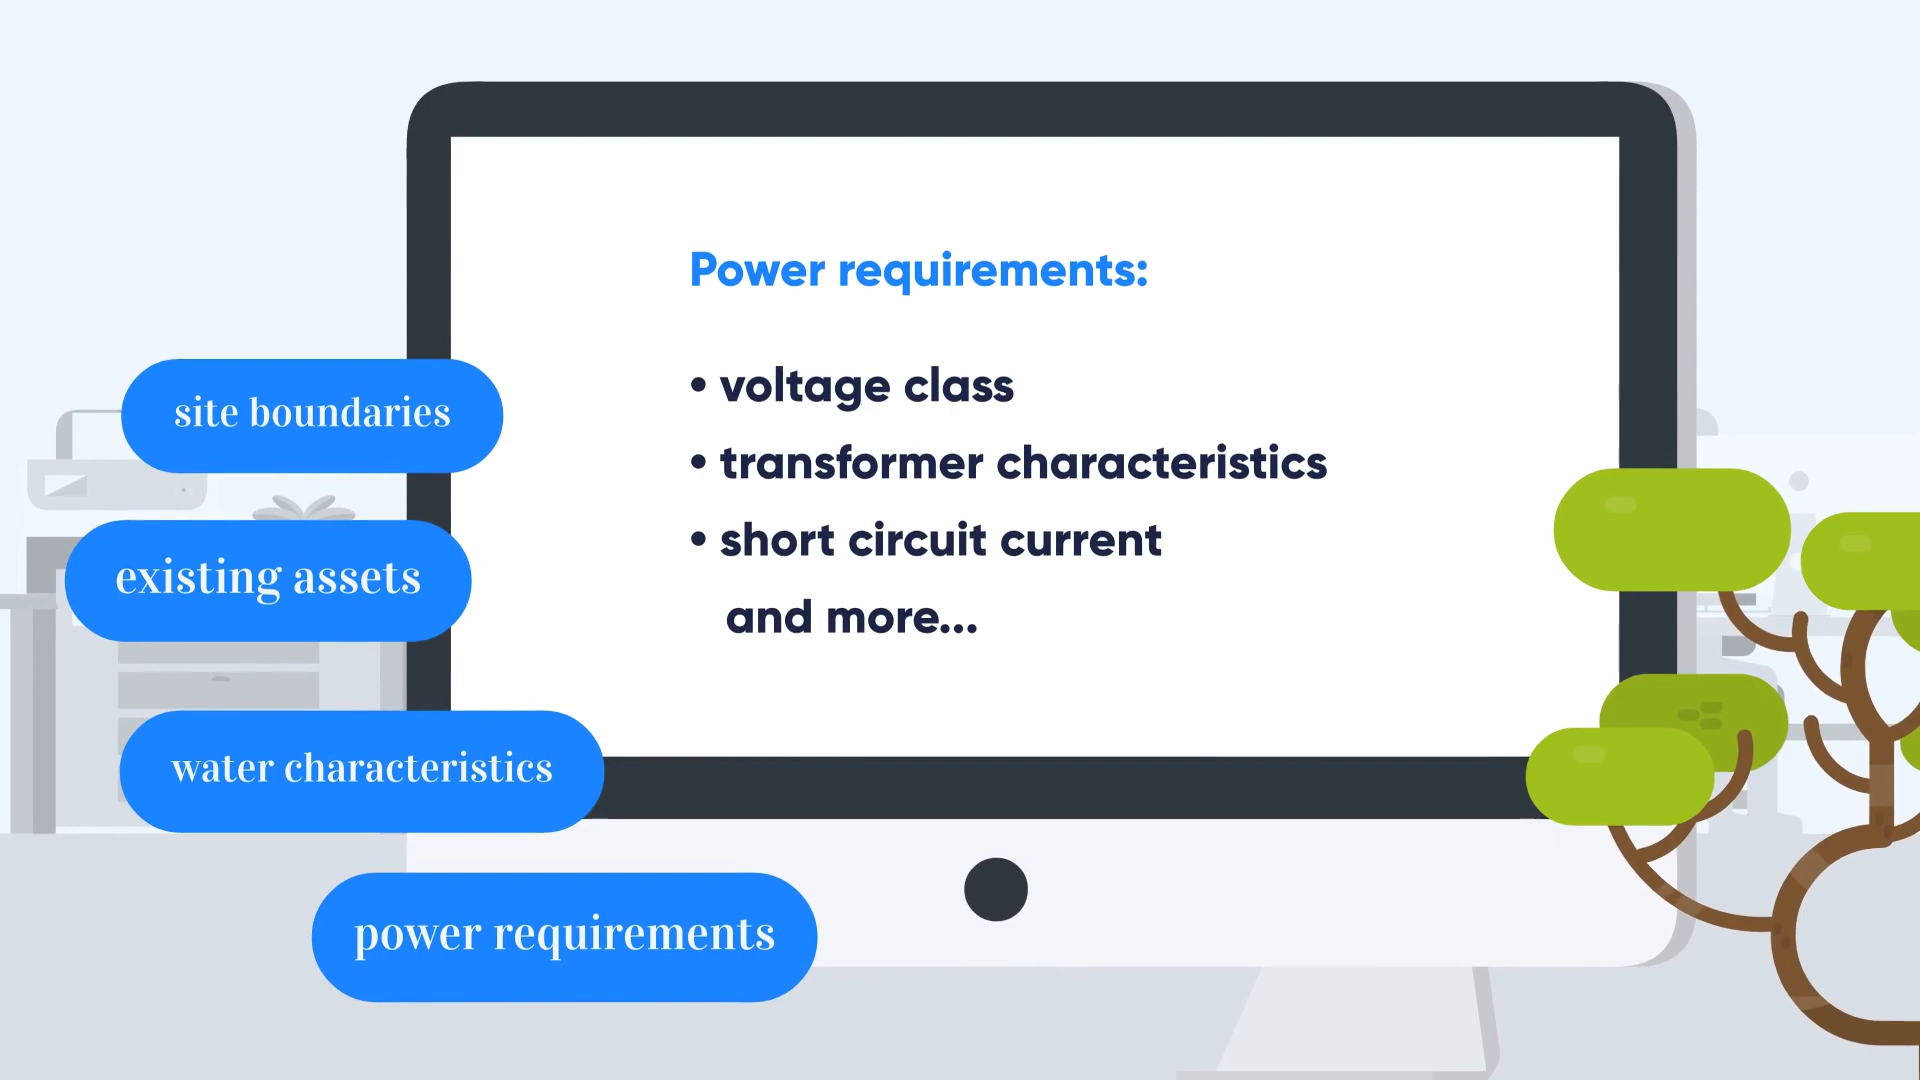 Power requirements:
• voltage class
• transformer characteristics
• short circuit current
and more...
site boundaries
existing assets
water characteristics
power requirements